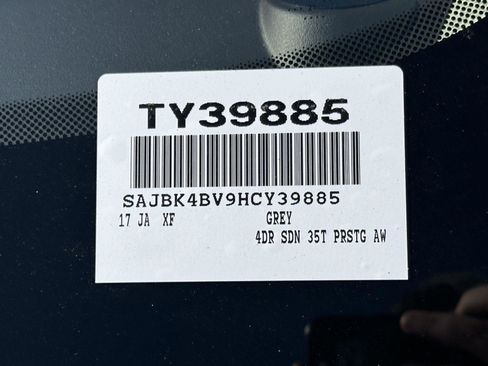 TY39885
SAJBK4BV9HCY39885
17 JA XF GREY
4DR SDN 35T PRSTG AW